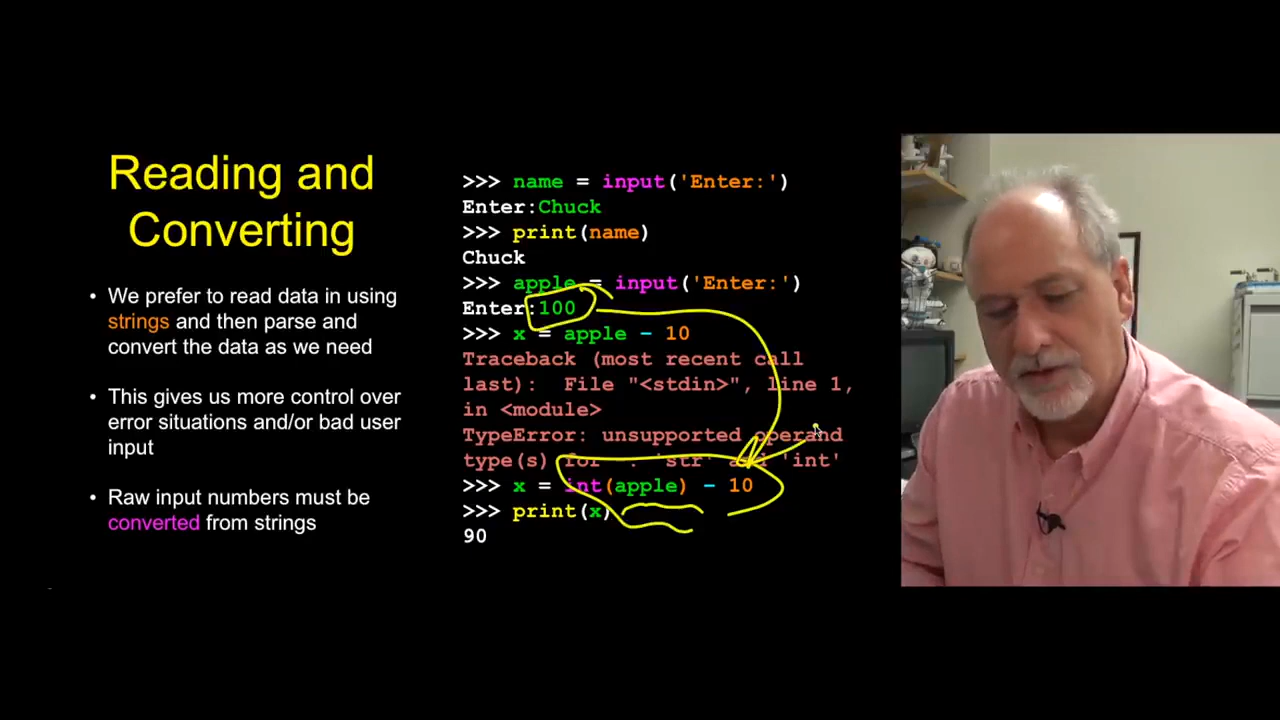 Reading and
Converting
• We prefer to read data in using
strings and then parse and
convert the data as we need
• This gives us more control over
error situations and/or bad user
input
• Raw input numbers must be
converted from strings
>>> name = input('Enter:')
Enter:Chuck
>>> print(name)
Chuck
>>> apple = input('Enter:')
Enter:100
>>> x = apple - 10
Traceback (most recent call
last):  File "<stdin>", line 1,
in <module>
TypeError: unsupported operand
type(s) for : 'str' and 'int'
>>> x = int(apple) - 10
>>> print(x)
90